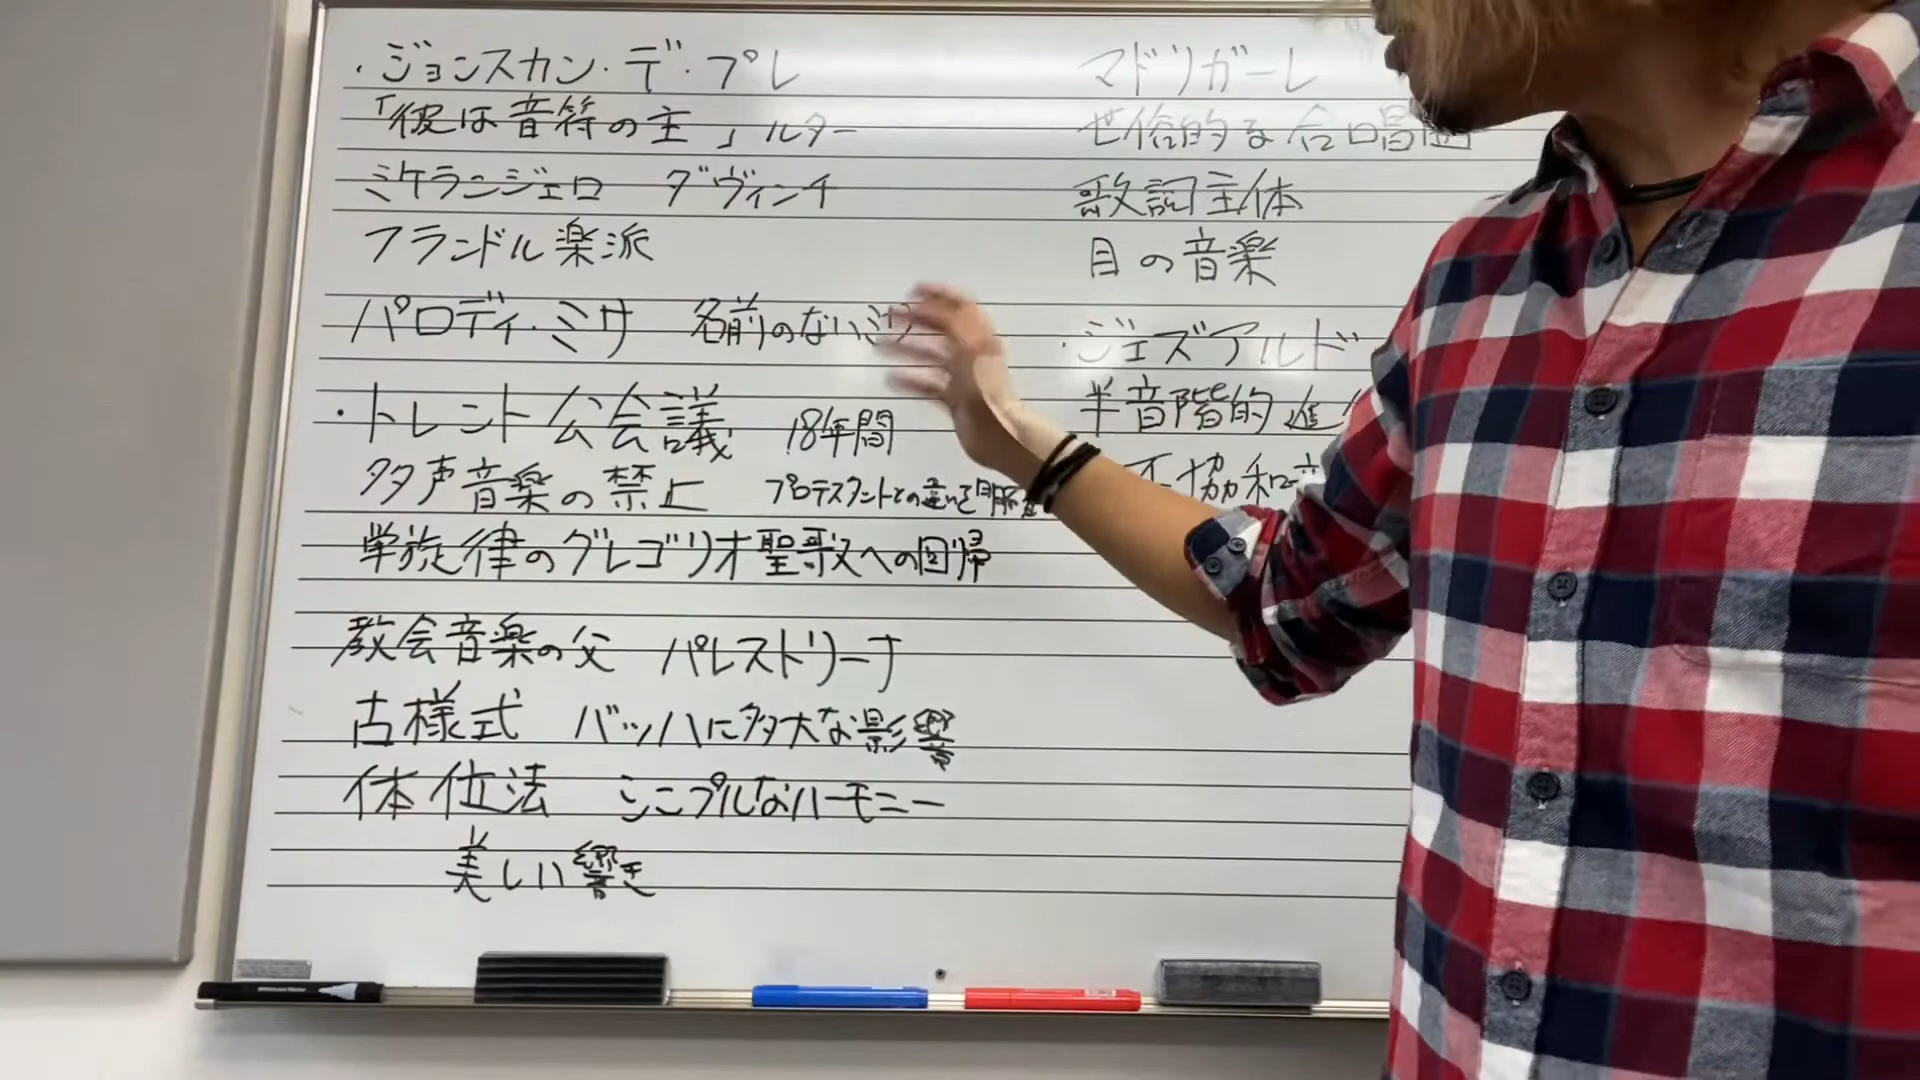 ・ジョンスカン・デ・プレ
「彼は音符の主」ルター
ミケランジェロ ダヴィンチ
フランドル楽派
パロディ・ミサ 名前のないミサ
・トレント公会議 18年間
多声音楽の禁止 プロテスタントとの違いを明
単旋律のグレゴリオ聖歌への回帰
教会音楽の父 パレストリーナ
古様式 バッハに多大な影響
体位法 シンプルなハーモニー
美しい響き
マドリガーレ
世俗的な合唱曲
歌詞主体
目の音楽
・ジェズアルド
半音階的進
不協和音